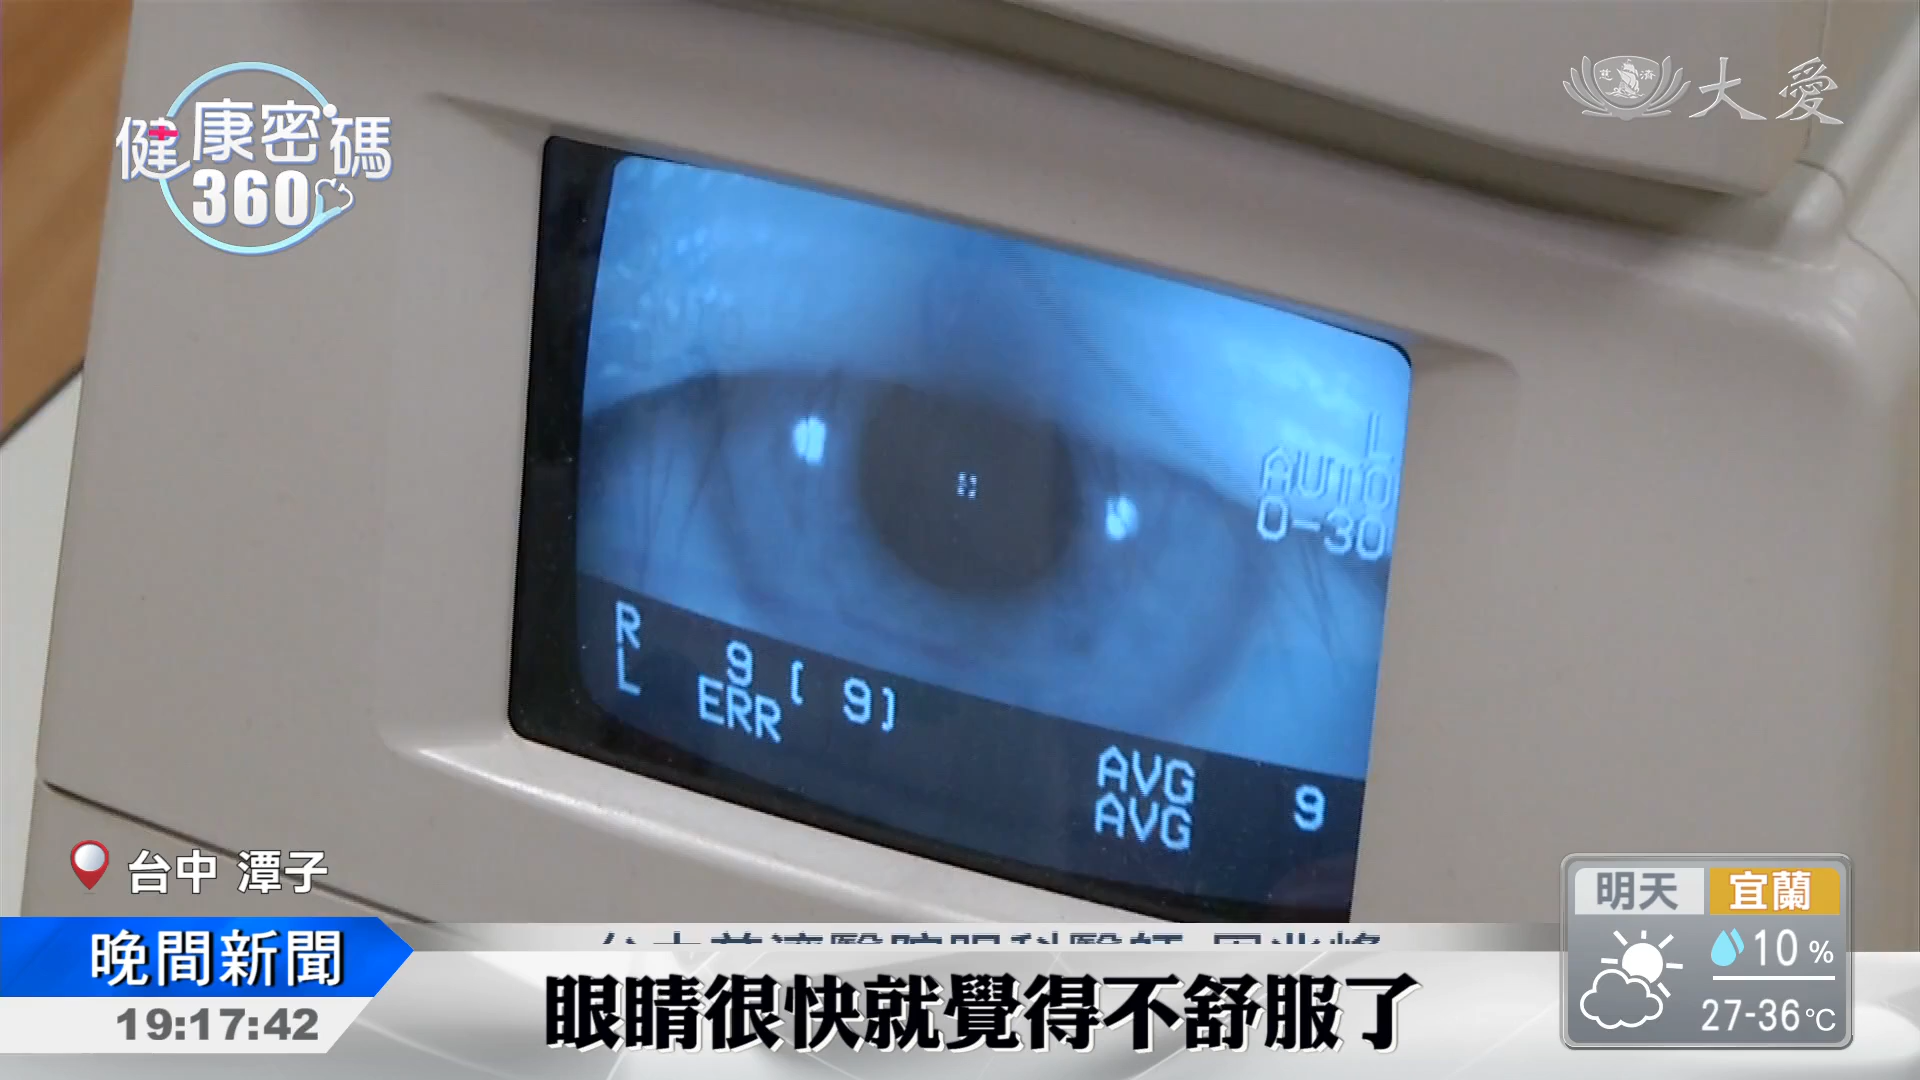 健康密碼
360
慈濟
大愛
L
AUTO
0-30
R 9 [ 9]
L ERR
AVG 9
AVG
台中 潭子
晚間新聞
19:17:42
眼睛很快就覺得不舒服了
明天 宜蘭
10 %
27-36℃